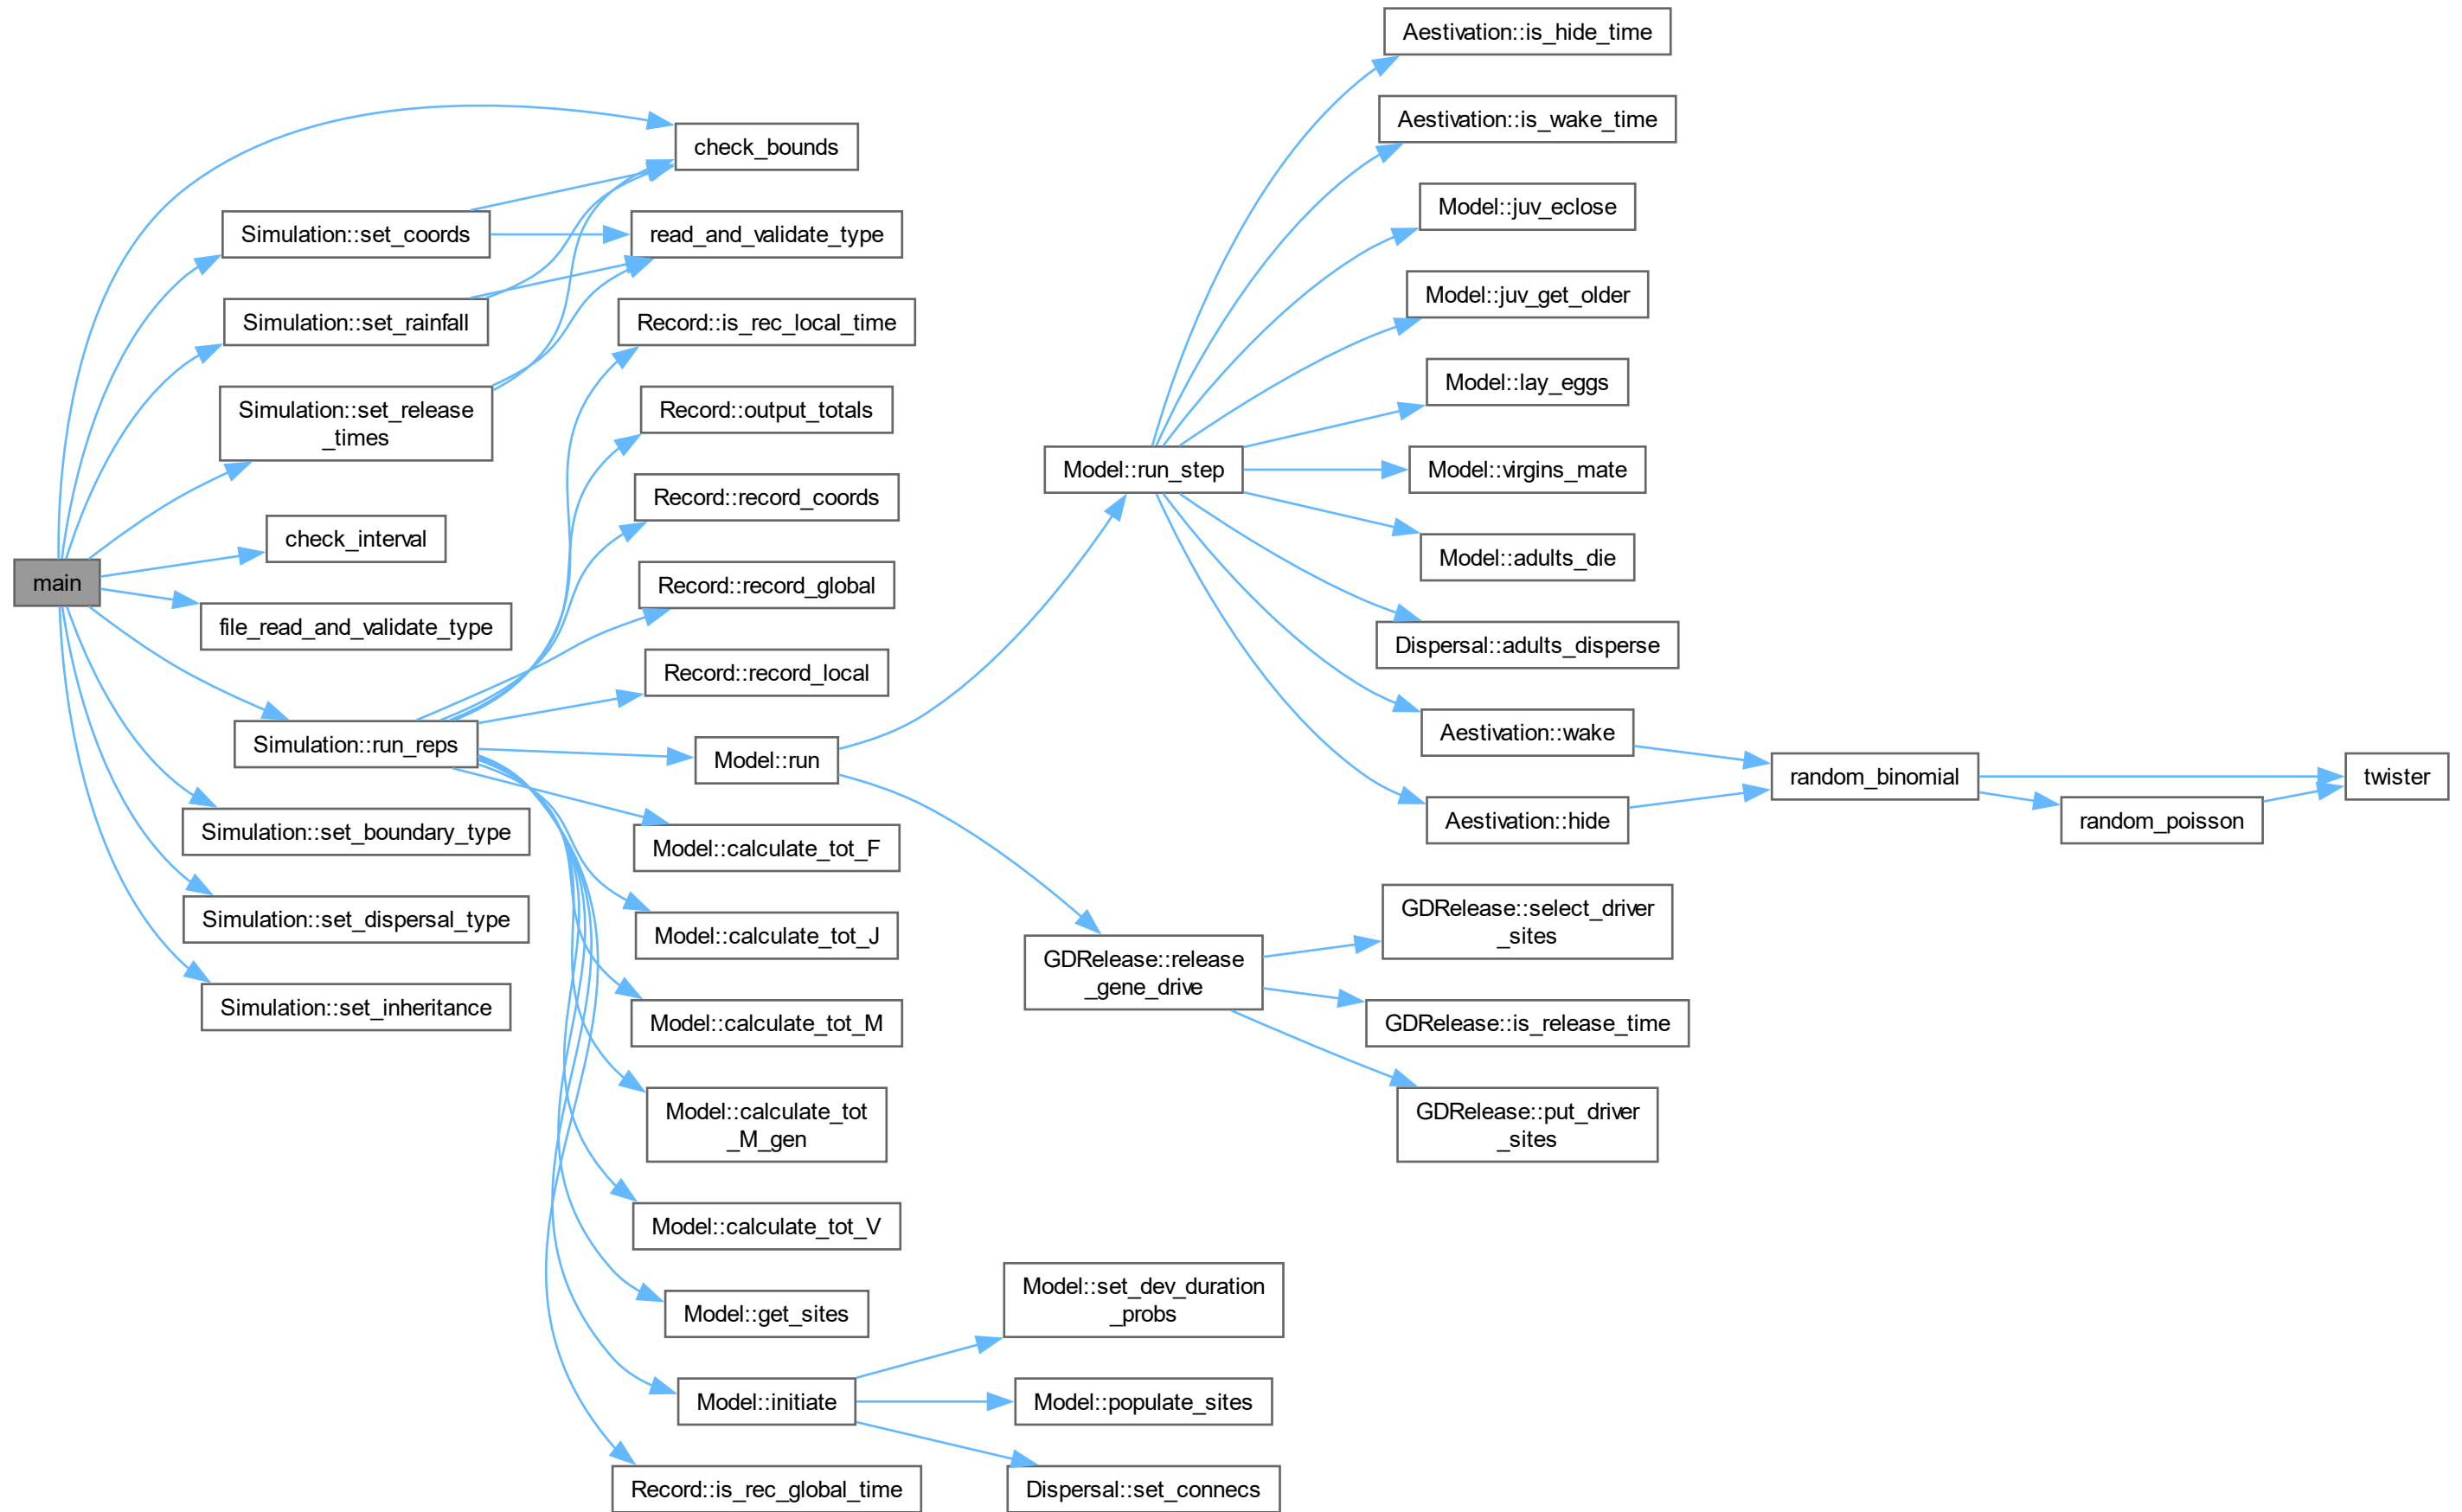 main
check_bounds
Simulation::set_coords
read_and_validate_type
Simulation::set_rainfall
Simulation::set_release
_times
check_interval
file_read_and_validate_type
Simulation::run_reps
Simulation::set_boundary_type
Simulation::set_dispersal_type
Simulation::set_inheritance
Record::is_rec_local_time
Record::output_totals
Record::record_coords
Record::record_global
Record::record_local
Model::run
Model::calculate_tot_F
Model::calculate_tot_J
Model::calculate_tot_M
Model::calculate_tot
_M_gen
Model::calculate_tot_V
Model::get_sites
Model::initiate
Record::is_rec_global_time
Model::run_step
GDRelease::release
_gene_drive
Model::set_dev_duration
_probs
Model::populate_sites
Dispersal::set_connecs
Aestivation::is_hide_time
Aestivation::is_wake_time
Model::juv_eclose
Model::juv_get_older
Model::lay_eggs
Model::virgins_mate
Model::adults_die
Dispersal::adults_disperse
Aestivation::wake
Aestivation::hide
GDRelease::select_driver
_sites
GDRelease::is_release_time
GDRelease::put_driver
_sites
random_binomial
random_poisson
twister